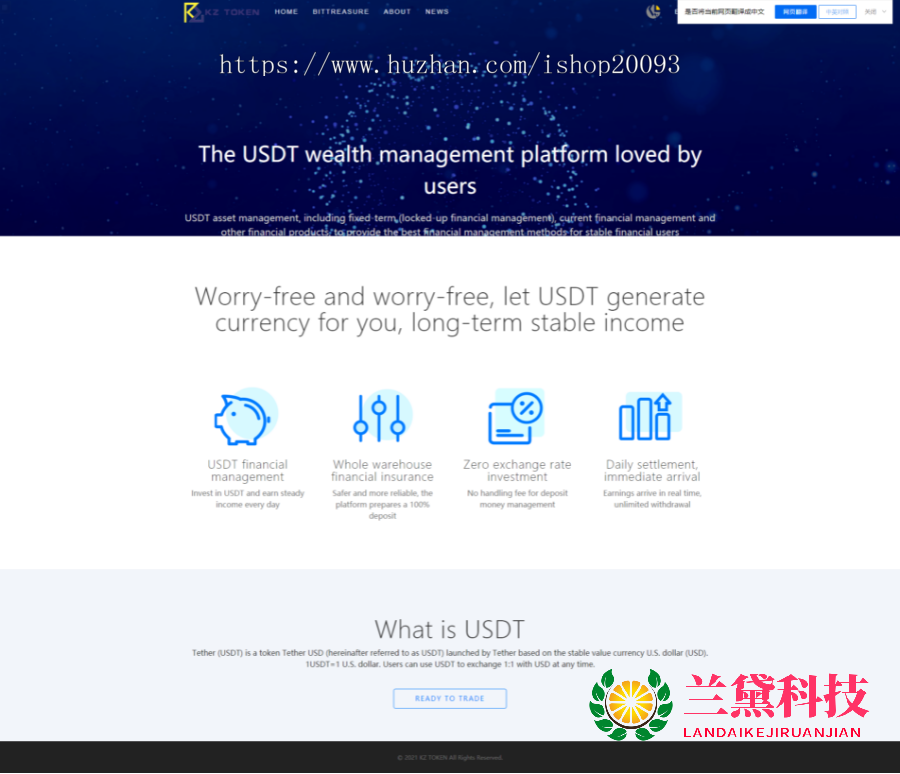 KZ TOKEN HOME BITTREASURE ABOUT NEWS
是否将当前网页翻译成中文 网页翻译 中英对照 关闭
https://www.huzhan.com/ishop20093
The USDT wealth management platform loved by
users
USDT asset management, including fixed-term (locked-up financial management), current financial management and
other financial products, to provide the best financial management methods for stable financial users
Worry-free and worry-free, let USDT generate
currency for you, long-term stable income
USDT financial
management
Invest in USDT and earn steady
income every day
Whole warehouse
financial insurance
Safer and more reliable, the
platform prepares a 100%
deposit
Zero exchange rate
investment
No handling fee for deposit
money management
Daily settlement,
immediate arrival
Earnings arrive in real time,
unlimited withdrawal
What is USDT
Tether (USDT) is a token Tether USD (hereinafter referred to as USDT) launched by Tether based on the stable value currency U.S. dollar (USD).
1USDT=1 U.S. dollar. Users can use USDT to exchange 1:1 with USD at any time.
READY TO TRADE
兰黛科技
LANDAIKEJIRUANJIAN
© 2021 KZ TOKEN All Rights Reserved.